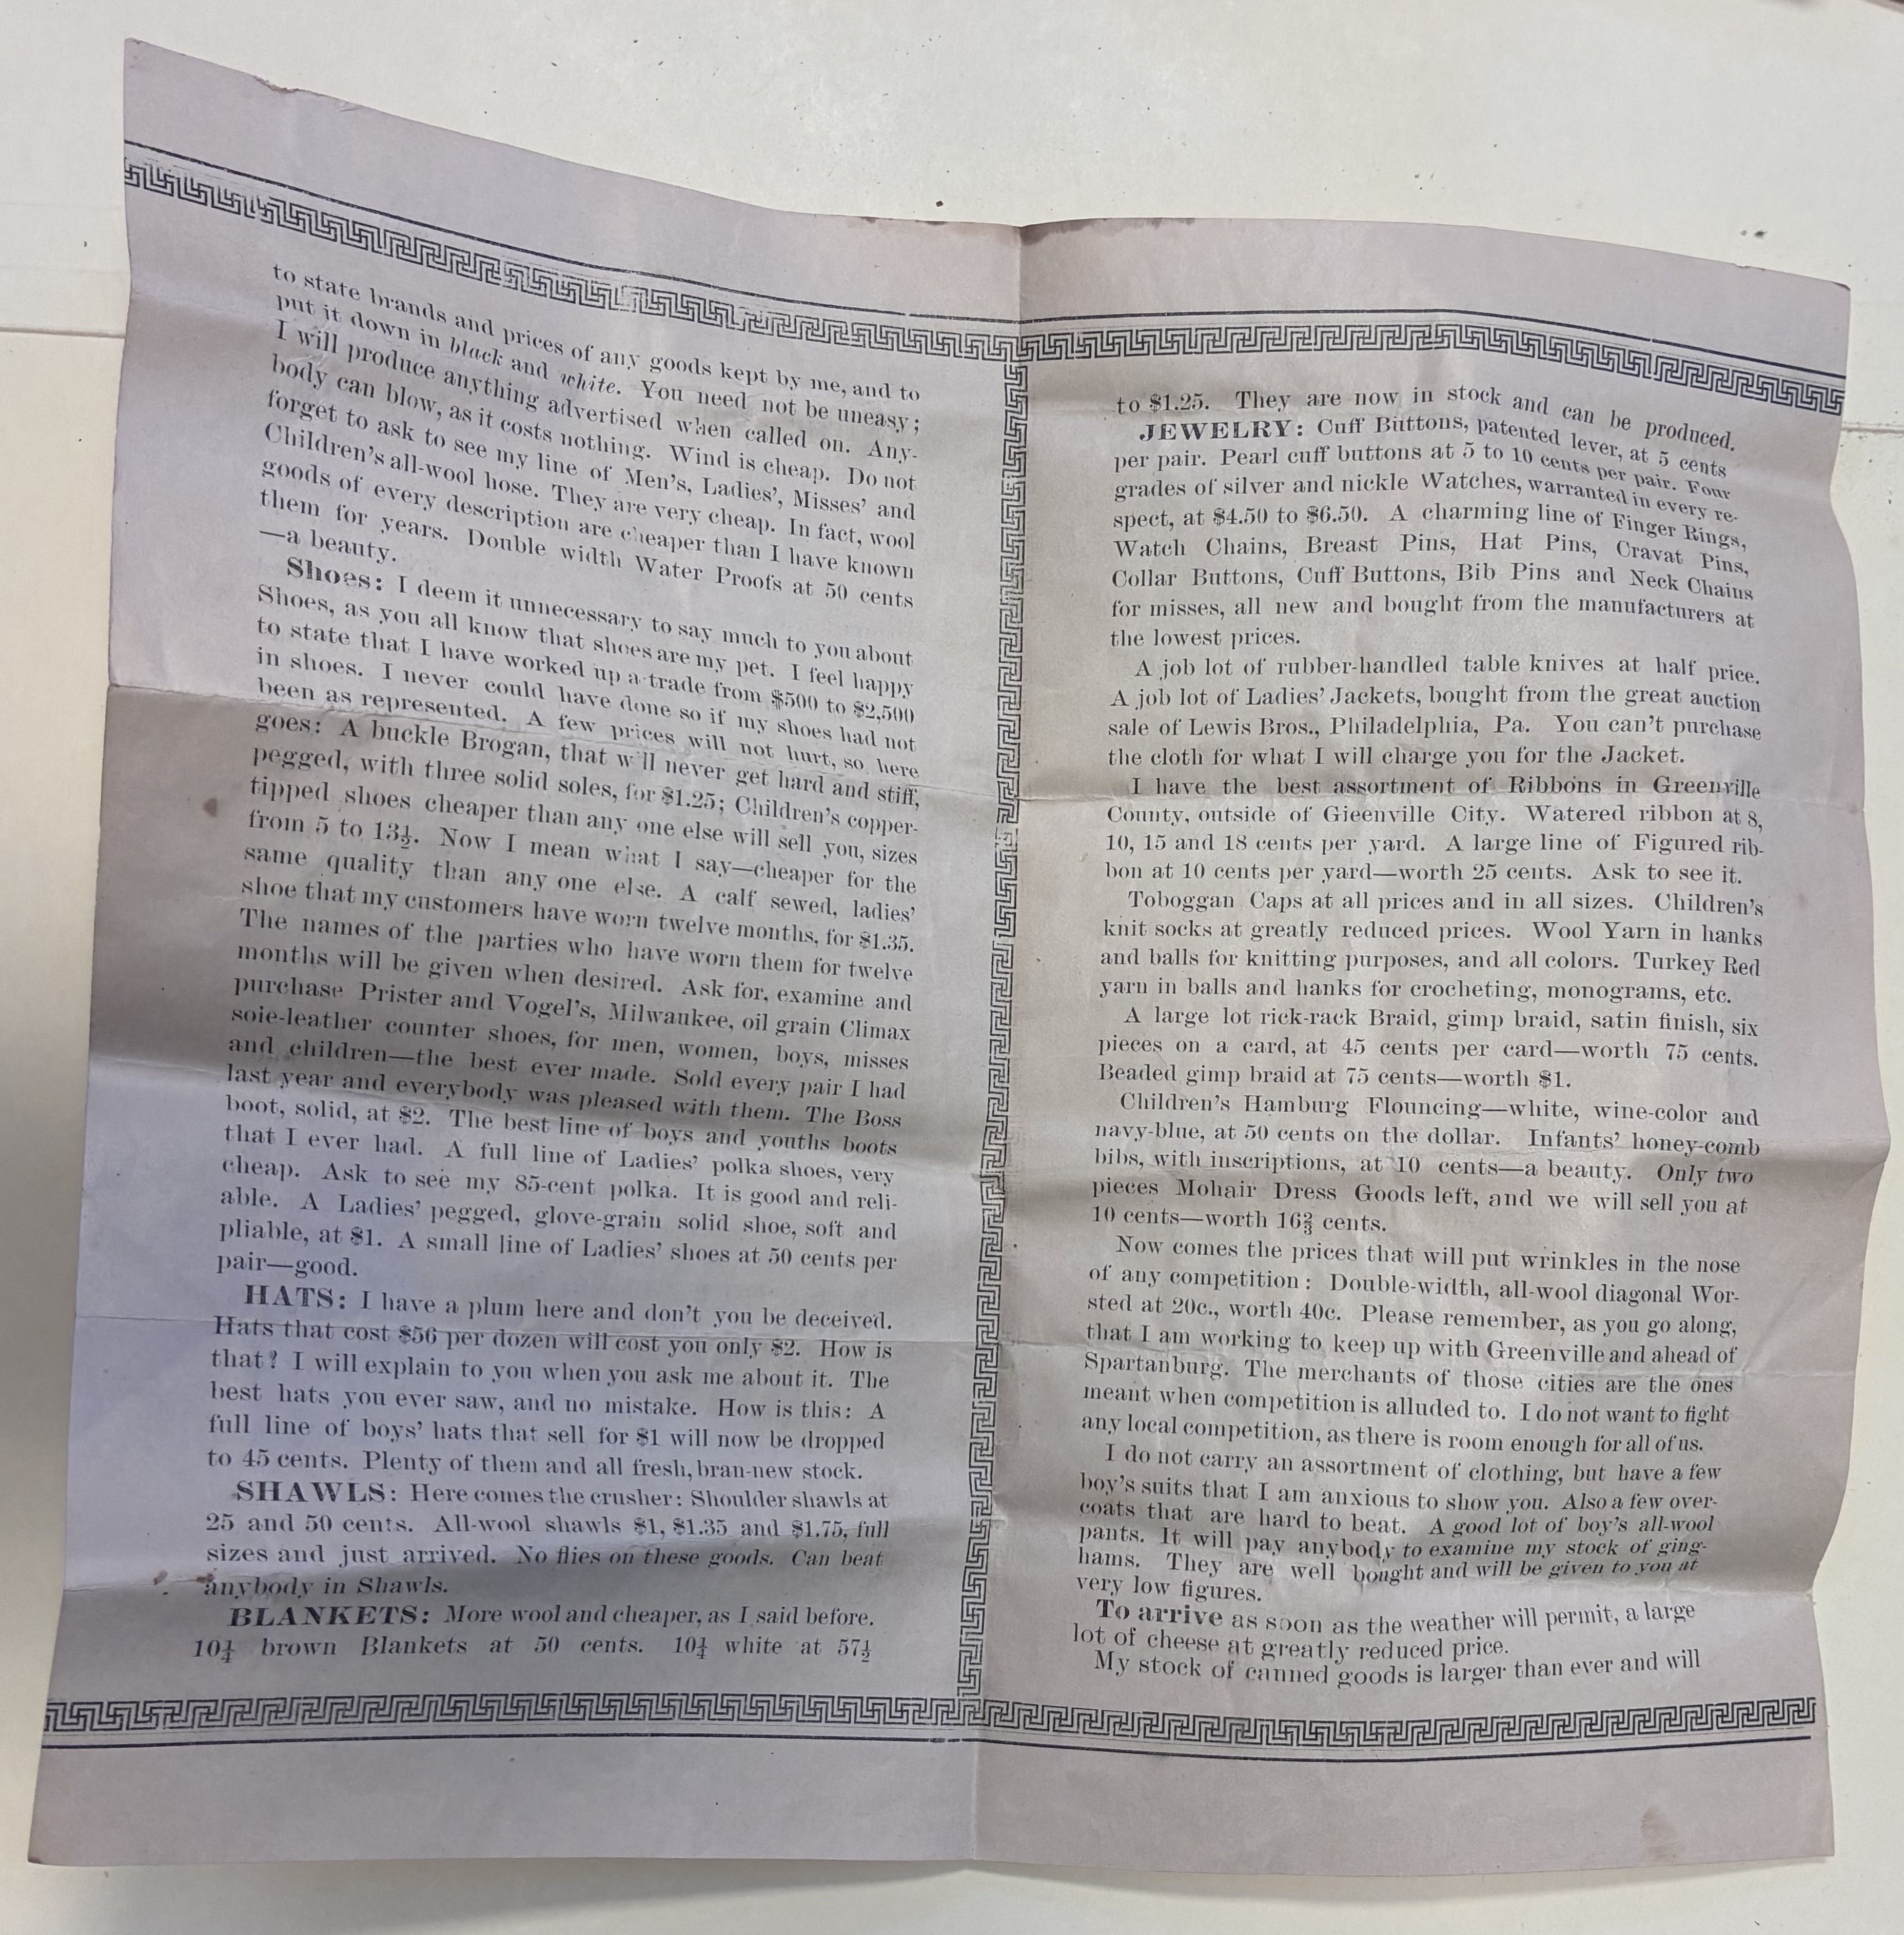 to state brands and prices of any goods kept by me, and to
put it down in black and white. You need not be uneasy;
I will produce anything advertised when called on. Any-
body can blow, as it costs nothing. Wind is cheap. Do not
forget to ask to see my line of Men's, Ladies', Misses' and
Children's all-wool hose. They are very cheap. In fact, wool
goods of every description are cheaper than I have known
them for years. Double width Water Proofs at 50 cents
—a beauty.
Shoes: I deem it unnecessary to say much to you about
Shoes, as you all know that shoes are my pet. I feel happy
to state that I have worked up a trade from $500 to $2,500
in shoes. I never could have done so if my shoes had not
been as represented. A few prices will not hurt, so here
goes: A buckle Brogan, that will never get hard and stiff,
pegged, with three solid soles, for $1.25; Children's copper-
tipped shoes cheaper than any one else will sell you, sizes
from 5 to 13½. Now I mean what I say—cheaper for the
same quality than any one else. A calf sewed, ladies'
shoe that my customers have worn twelve months, for $1.35.
The names of the parties who have worn them for twelve
months will be given when desired. Ask for, examine and
purchase Prister and Vogel's, Milwaukee, oil grain Climax
soie-leather counter shoes, for men, women, boys, misses
and children—the best ever made. Sold every pair I had
last year and everybody was pleased with them. The Boss
boot, solid, at $2. The best line of boys and youths boots
that I ever had. A full line of Ladies' polka shoes, very
cheap. Ask to see my 85-cent polka. It is good and reli-
able. A Ladies' pegged, glove-grain solid shoe, soft and
pliable, at $1. A small line of Ladies' shoes at 50 cents per
pair—good.
HATS: I have a plum here and don't you be deceived.
Hats that cost $56 per dozen will cost you only $2. How is
that? I will explain to you when you ask me about it. The
best hats you ever saw, and no mistake. How is this: A
full line of boys' hats that sell for $1 will now be dropped
to 45 cents. Plenty of them and all fresh, bran-new stock.
SHAWLS: Here comes the crusher: Shoulder shawls at
25 and 50 cents. All-wool shawls $1, $1.35 and $1.75, full
sizes and just arrived. No flies on these goods. Can beat
anybody in Shawls.
BLANKETS: More wool and cheaper, as I said before.
10¼ brown Blankets at 50 cents. 10¼ white at 57½
to $1.25. They are now in stock and can be produced.
JEWELRY: Cuff Buttons, patented lever, at 5 cents
per pair. Pearl cuff buttons at 5 to 10 cents per pair. Four
grades of silver and nickle Watches, warranted in every re-
spect, at $4.50 to $6.50. A charming line of Finger Rings,
Watch Chains, Breast Pins, Hat Pins, Cravat Pins,
Collar Buttons, Cuff Buttons, Bib Pins and Neck Chains
for misses, all new and bought from the manufacturers at
the lowest prices.
A job lot of rubber-handled table knives at half price.
A job lot of Ladies' Jackets, bought from the great auction
sale of Lewis Bros., Philadelphia, Pa. You can't purchase
the cloth for what I will charge you for the Jacket.
I have the best assortment of Ribbons in Greenville
County, outside of Gieenville City. Watered ribbon at 8,
10, 15 and 18 cents per yard. A large line of Figured rib-
bon at 10 cents per yard—worth 25 cents. Ask to see it.
Toboggan Caps at all prices and in all sizes. Children's
knit socks at greatly reduced prices. Wool Yarn in hanks
and balls for knitting purposes, and all colors. Turkey Red
yarn in balls and hanks for crocheting, monograms, etc.
A large lot rick-rack Braid, gimp braid, satin finish, six
pieces on a card, at 45 cents per card—worth 75 cents.
Beaded gimp braid at 75 cents—worth $1.
Children's Hamburg Flouncing—white, wine-color and
navy-blue, at 50 cents on the dollar. Infants' honey-comb
bibs, with inscriptions, at 10 cents—a beauty. Only two
pieces Mohair Dress Goods left, and we will sell you at
10 cents—worth 16⅔ cents.
Now comes the prices that will put wrinkles in the nose
of any competition: Double-width, all-wool diagonal Wor-
sted at 20c., worth 40c. Please remember, as you go along,
that I am working to keep up with Greenville and ahead of
Spartanburg. The merchants of those cities are the ones
meant when competition is alluded to. I do not want to fight
any local competition, as there is room enough for all of us.
I do not carry an assortment of clothing, but have a few
boy's suits that I am anxious to show you. Also a few over-
coats that are hard to beat. A good lot of boy's all-wool
pants. It will pay anybody to examine my stock of ging-
hams. They are well bought and will be given to you at
very low figures.
To arrive as soon as the weather will permit, a large
lot of cheese at greatly reduced price.
My stock of canned goods is larger than ever and will